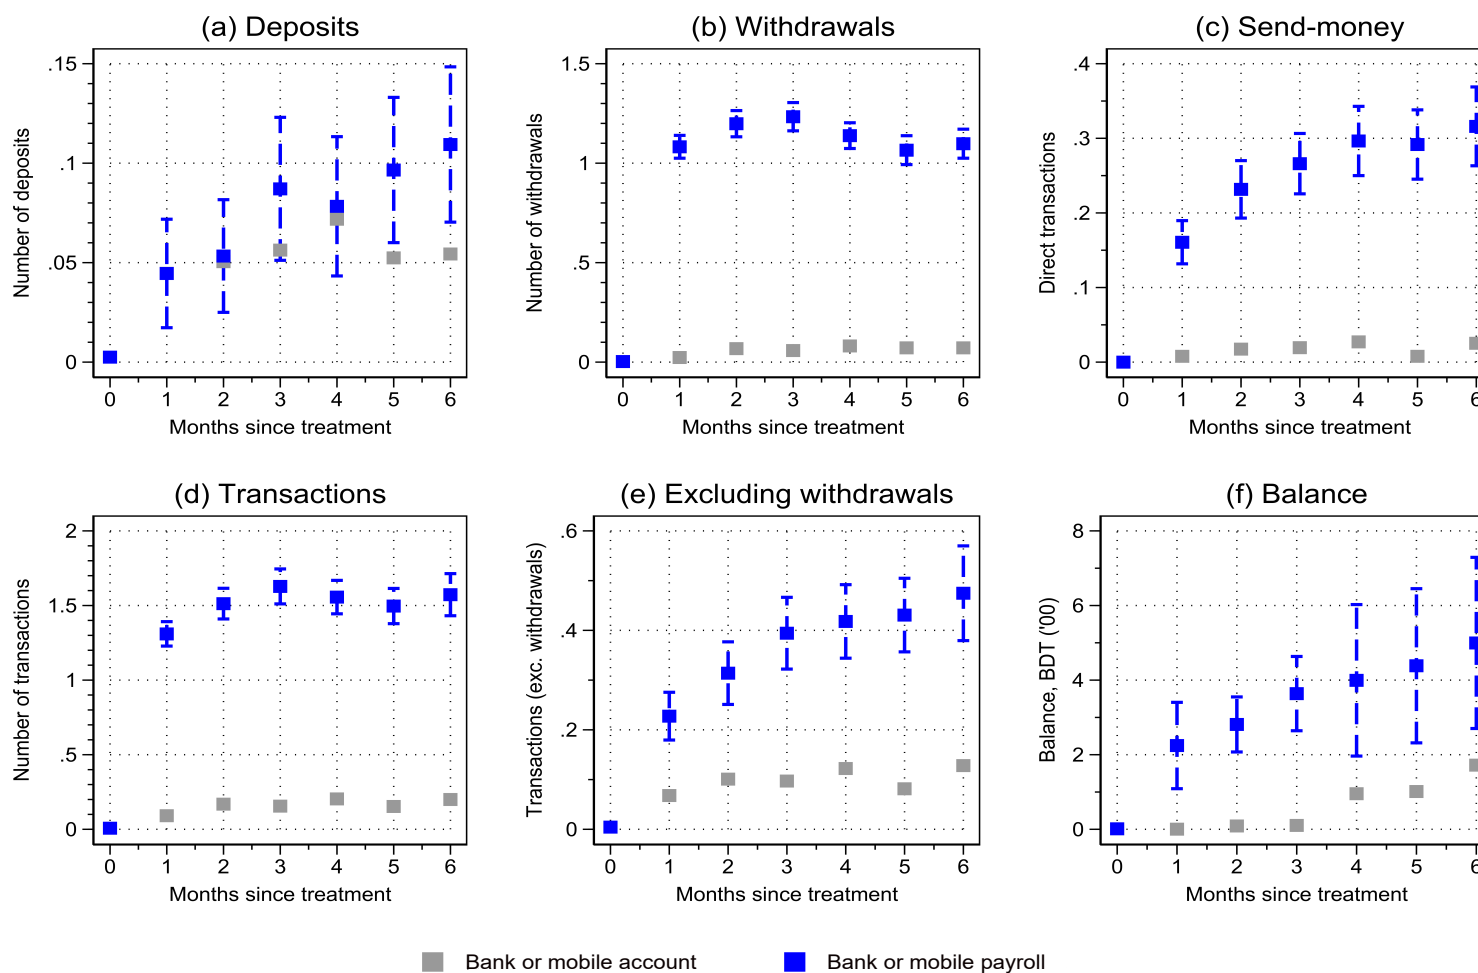 (a) Deposits
Number of deposits
.15
.1
.05
0
0 1 2 3 4 5 6
Months since treatment
(b) Withdrawals
Number of withdrawals
1.5
1
.5
0
0 1 2 3 4 5 6
Months since treatment
(c) Send-money
Direct transactions
.4
.3
.2
.1
0
0 1 2 3 4 5 6
Months since treatment
(d) Transactions
Number of transactions
2
1.5
1
.5
0
0 1 2 3 4 5 6
Months since treatment
(e) Excluding withdrawals
Transactions (exc. withdrawals)
.6
.4
.2
0
0 1 2 3 4 5 6
Months since treatment
(f) Balance
Balance, BDT ('00)
8
6
4
2
0
0 1 2 3 4 5 6
Months since treatment
Bank or mobile account
Bank or mobile payroll